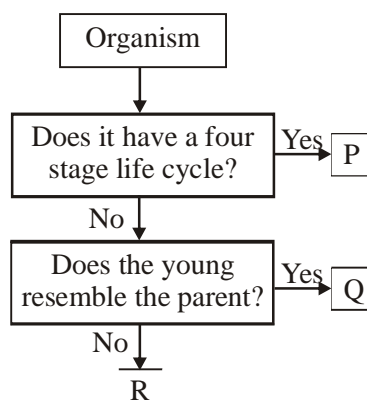 Organism
Does it have a four
stage life cycle?
Yes
P
No
Does the young
resemble the parent?
Yes
Q
No
R